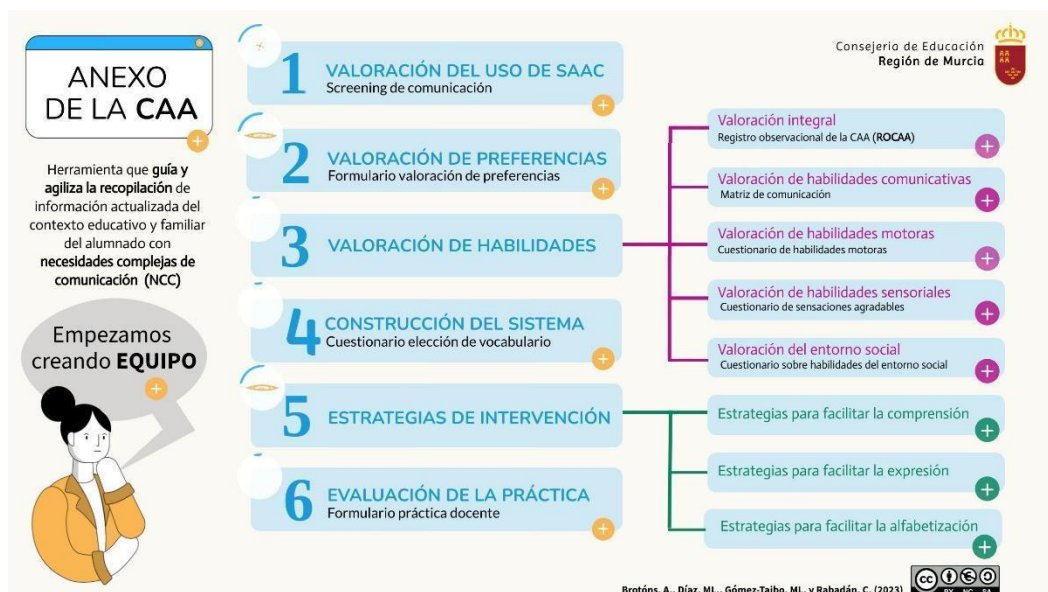 ANEXO
DE LA CAA
Herramienta que guía y
agiliza la recopilación de
información actualizada del
contexto educativo y familiar
del alumnado con
necesidades complejas de
comunicación (NCC)
Empezamos
creando EQUIPO
1
VALORACIÓN DEL USO DE SAAC
Screening de comunicación
2
VALORACIÓN DE PREFERENCIAS
Formulario valoración de preferencias
3
VALORACIÓN DE HABILIDADES
4
CONSTRUCCIÓN DEL SISTEMA
Cuestionario elección de vocabulario
5
ESTRATEGIAS DE INTERVENCIÓN
6
EVALUACIÓN DE LA PRÁCTICA
Formulario práctica docente
Consejería de Educación
Región de Murcia
Valoración integral
Registro observacional de la CAA (ROCAA)
Valoración de habilidades comunicativas
Matriz de comunicación
Valoración de habilidades motoras
Cuestionario de habilidades motoras
Valoración de habilidades sensoriales
Cuestionario de sensaciones agradables
Valoración del entorno social
Cuestionario sobre habilidades del entorno social
Estrategias para facilitar la comprensión
Estrategias para facilitar la expresión
Estrategias para facilitar la alfabetización
Brotóns, A., Díaz, ML., Gómez-Taibo, ML. y Rabadán, C. (2023)
cc
BY NC SA